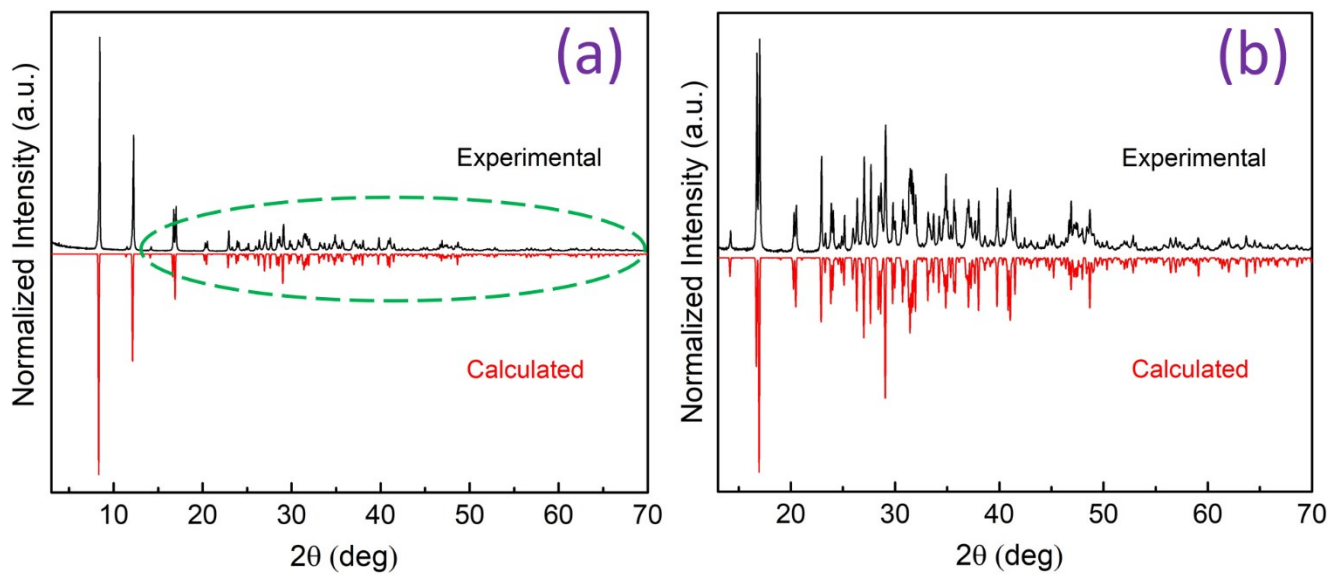 (a)
Normalized Intensity (a.u.)
Experimental
Calculated
10 20 30 40 50 60 70
2θ (deg)
(b)
Normalized Intensity (a.u.)
Experimental
Calculated
20 30 40 50 60 70
2θ (deg)